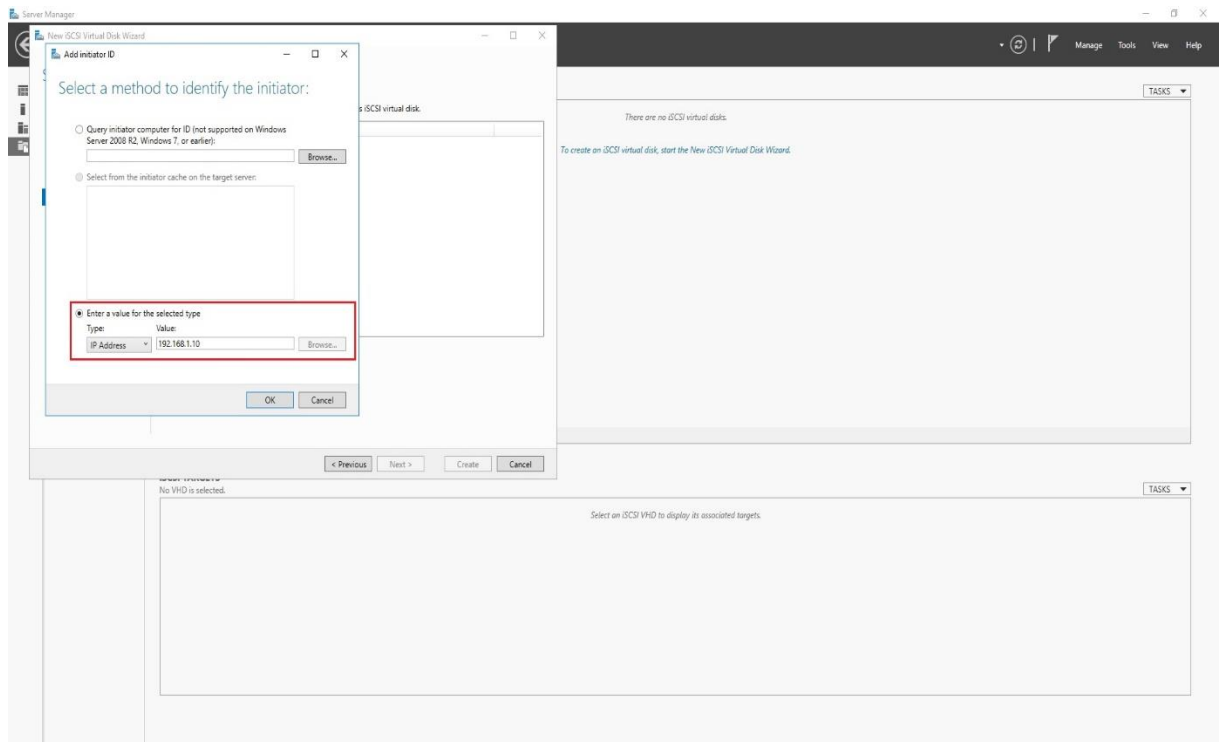 Server Manager
Manage Tools View Help
New iSCSI Virtual Disk Wizard
Add initiator ID
Select a method to identify the initiator:
s iSCSI virtual disk.
Query initiator computer for ID (not supported on Windows
Server 2008 R2, Windows 7, or earlier):
Browse...
Select from the initiator cache on the target server:
Enter a value for the selected type
Type: Value:
IP Address 192.168.1.10 Browse...
OK Cancel
< Previous Next > Create Cancel
TASKS
There are no iSCSI virtual disks.
To create an iSCSI virtual disk, start the New iSCSI Virtual Disk Wizard.
No VHD is selected.
TASKS
Select an iSCSI VHD to display its associated targets.